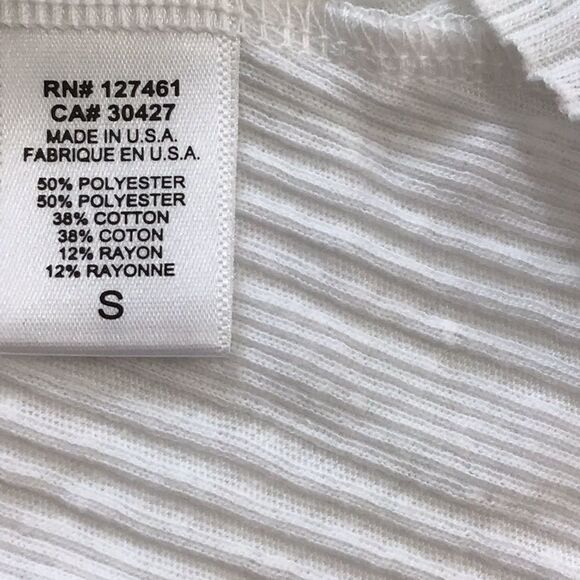 RN# 127461
CA# 30427
MADE IN U.S.A.
FABRIQUE EN U.S.A.
50% POLYESTER
50% POLYESTER
38% COTTON
38% COTON
12% RAYON
12% RAYONNE
S